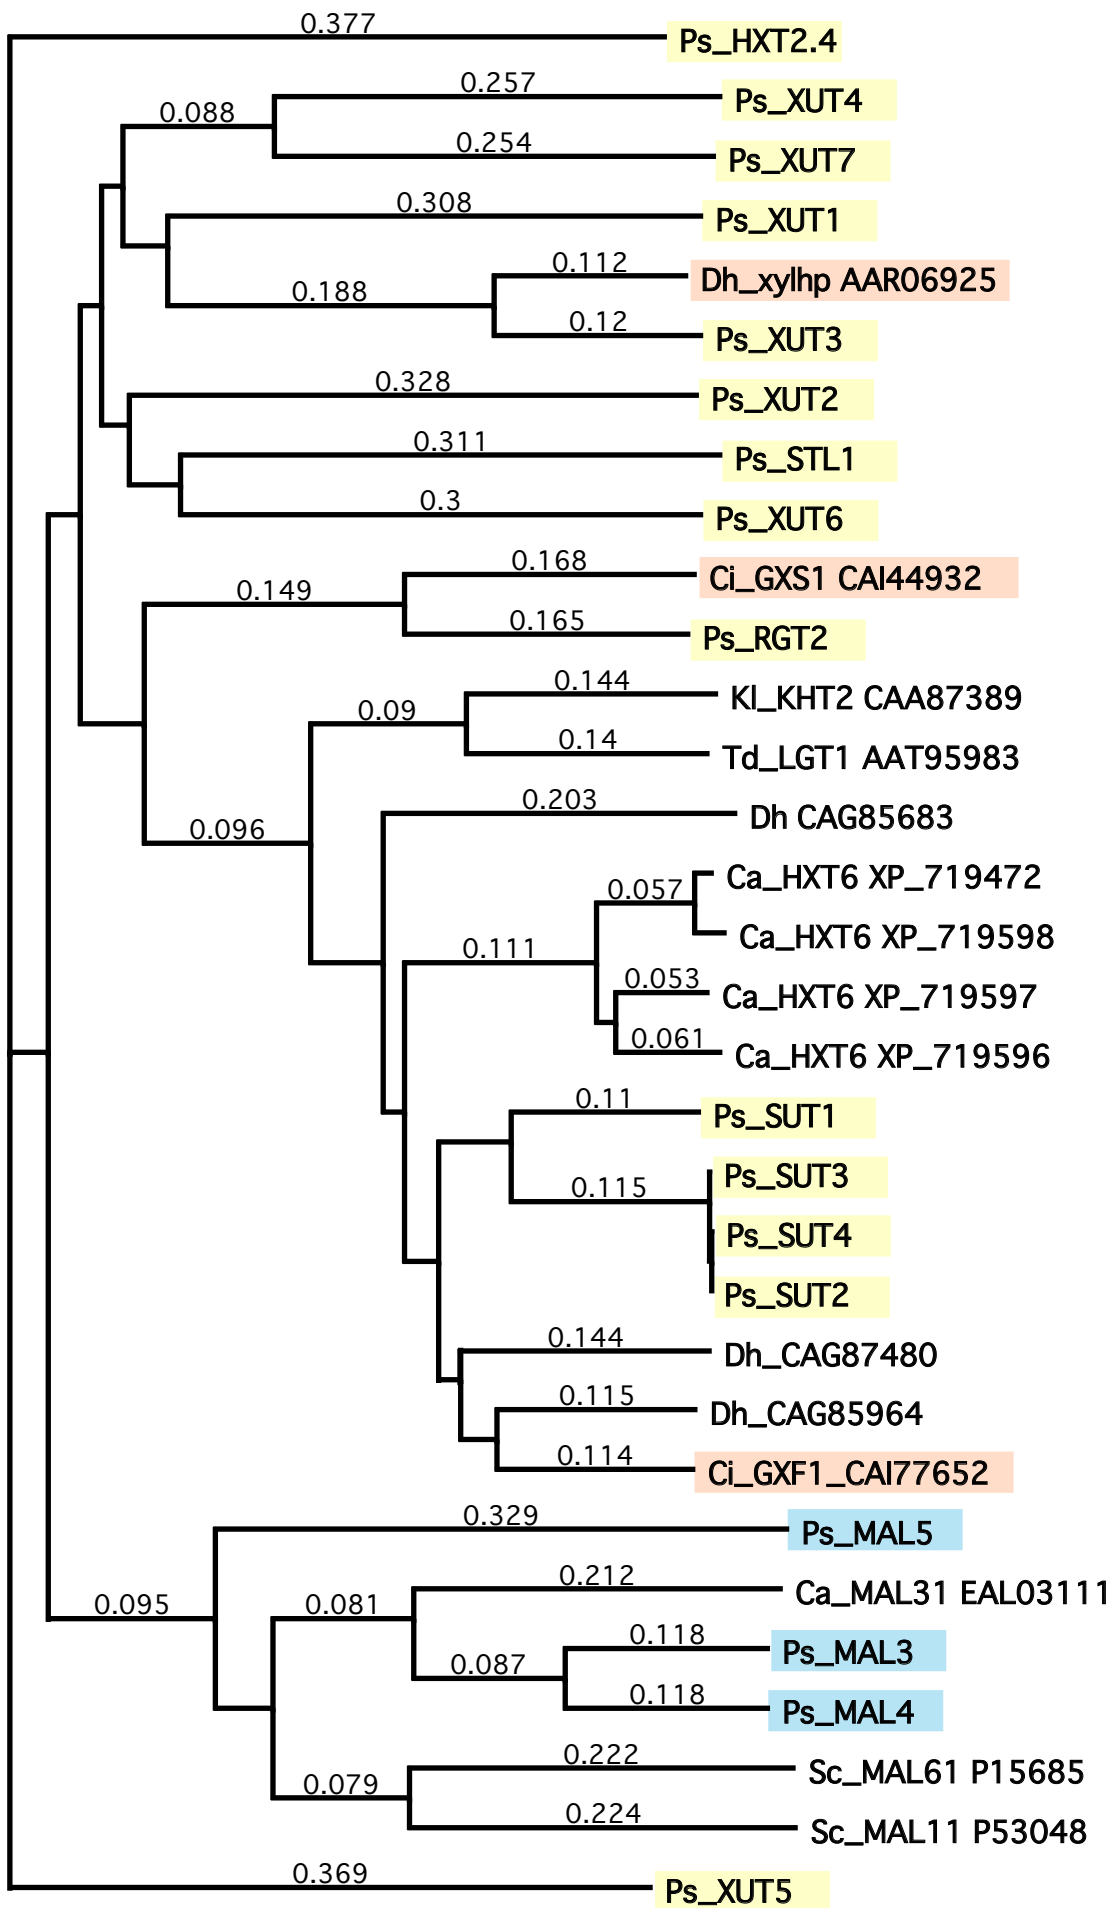 0.377
Ps_HXT2.4
0.257
Ps_XUT4
0.088
0.254
Ps_XUT7
0.308
Ps_XUT1
0.112
Dh_xylhp AAR06925
0.188
0.12
Ps_XUT3
0.328
Ps_XUT2
0.311
Ps_STL1
0.3
Ps_XUT6
0.168
Ci_GXS1 CAI44932
0.149
0.165
Ps_RGT2
0.144
Kl_KHT2 CAA87389
0.09
0.14
Td_LGT1 AAT95983
0.203
Dh CAG85683
0.096
Ca_HXT6 XP_719472
0.057
Ca_HXT6 XP_719598
0.111
0.053
Ca_HXT6 XP_719597
0.061
Ca_HXT6 XP_719596
0.11
Ps_SUT1
Ps_SUT3
0.115
Ps_SUT4
Ps_SUT2
0.144
Dh_CAG87480
0.115
Dh_CAG85964
0.114
Ci_GXF1_CAI77652
0.329
Ps_MAL5
0.212
Ca_MAL31 EAL03111
0.095
0.081
0.118
Ps_MAL3
0.087
0.118
Ps_MAL4
0.222
Sc_MAL61 P15685
0.079
0.224
Sc_MAL11 P53048
0.369
Ps_XUT5